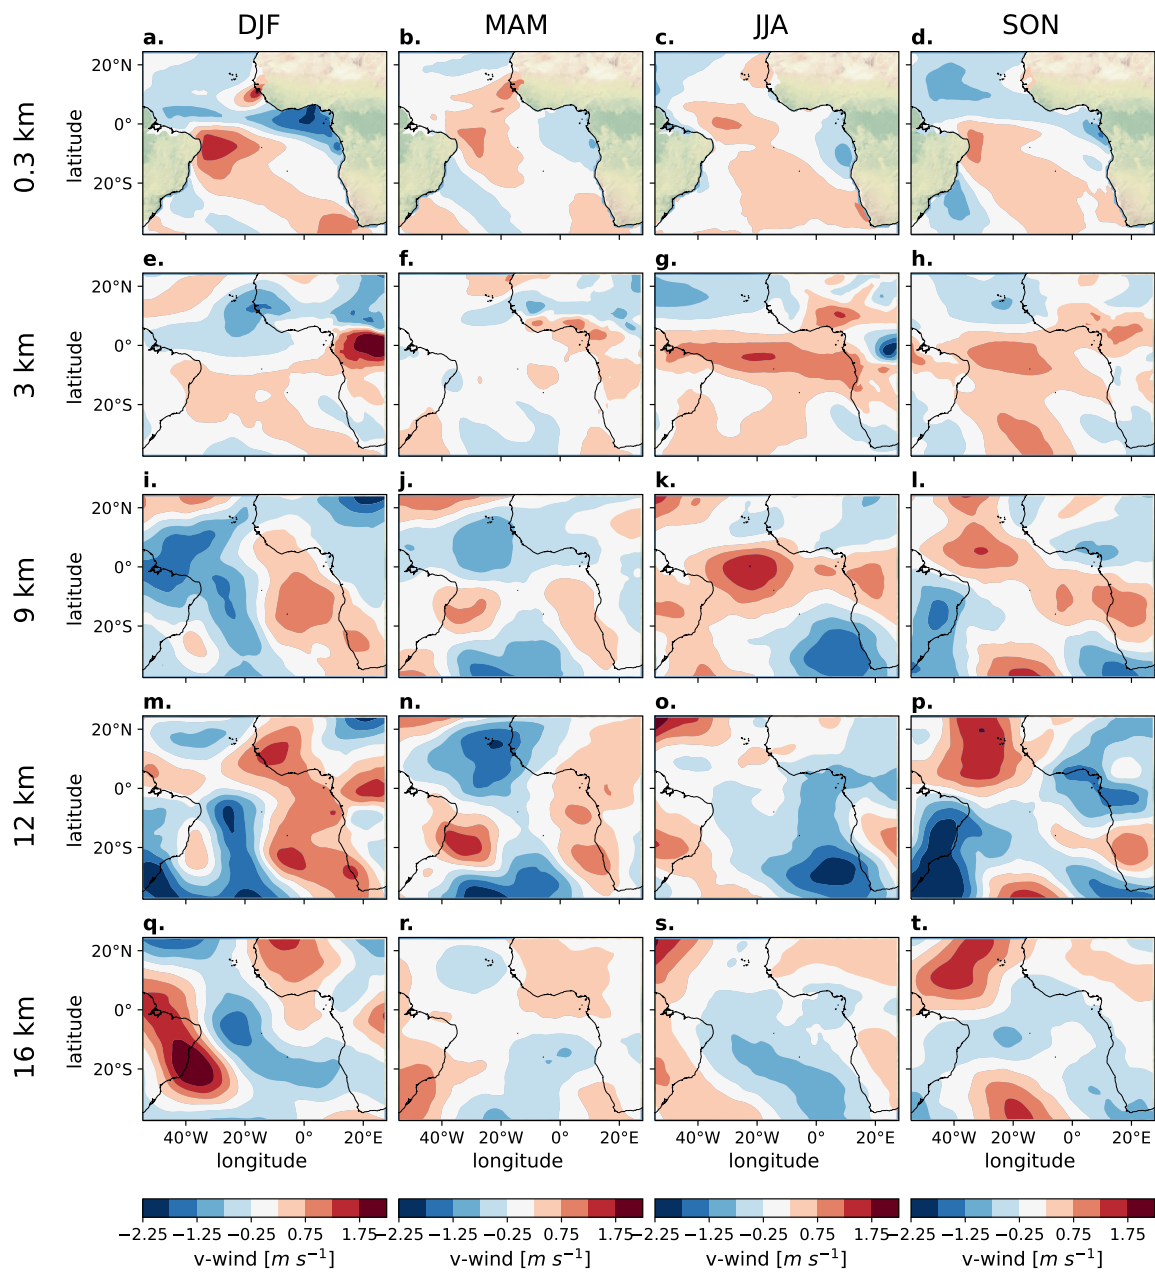 DJF MAM JJA SON
a. b. c. d.
0.3 km
latitude
20°N
0°
20°S
e. f. g. h.
3 km
latitude
20°N
0°
20°S
i. j. k. l.
9 km
latitude
20°N
0°
20°S
m. n. o. p.
12 km
latitude
20°N
0°
20°S
q. r. s. t.
16 km
latitude
20°N
0°
20°S
40°W 20°W 0° 20°E 40°W 20°W 0° 20°E 40°W 20°W 0° 20°E 40°W 20°W 0° 20°E
longitude longitude longitude longitude
−2.25 −1.25 −0.25 0.75 1.75 −2.25 −1.25 −0.25 0.75 1.75 −2.25 −1.25 −0.25 0.75 1.75 −2.25 −1.25 −0.25 0.75 1.75
v-wind [m s⁻¹] v-wind [m s⁻¹] v-wind [m s⁻¹] v-wind [m s⁻¹]